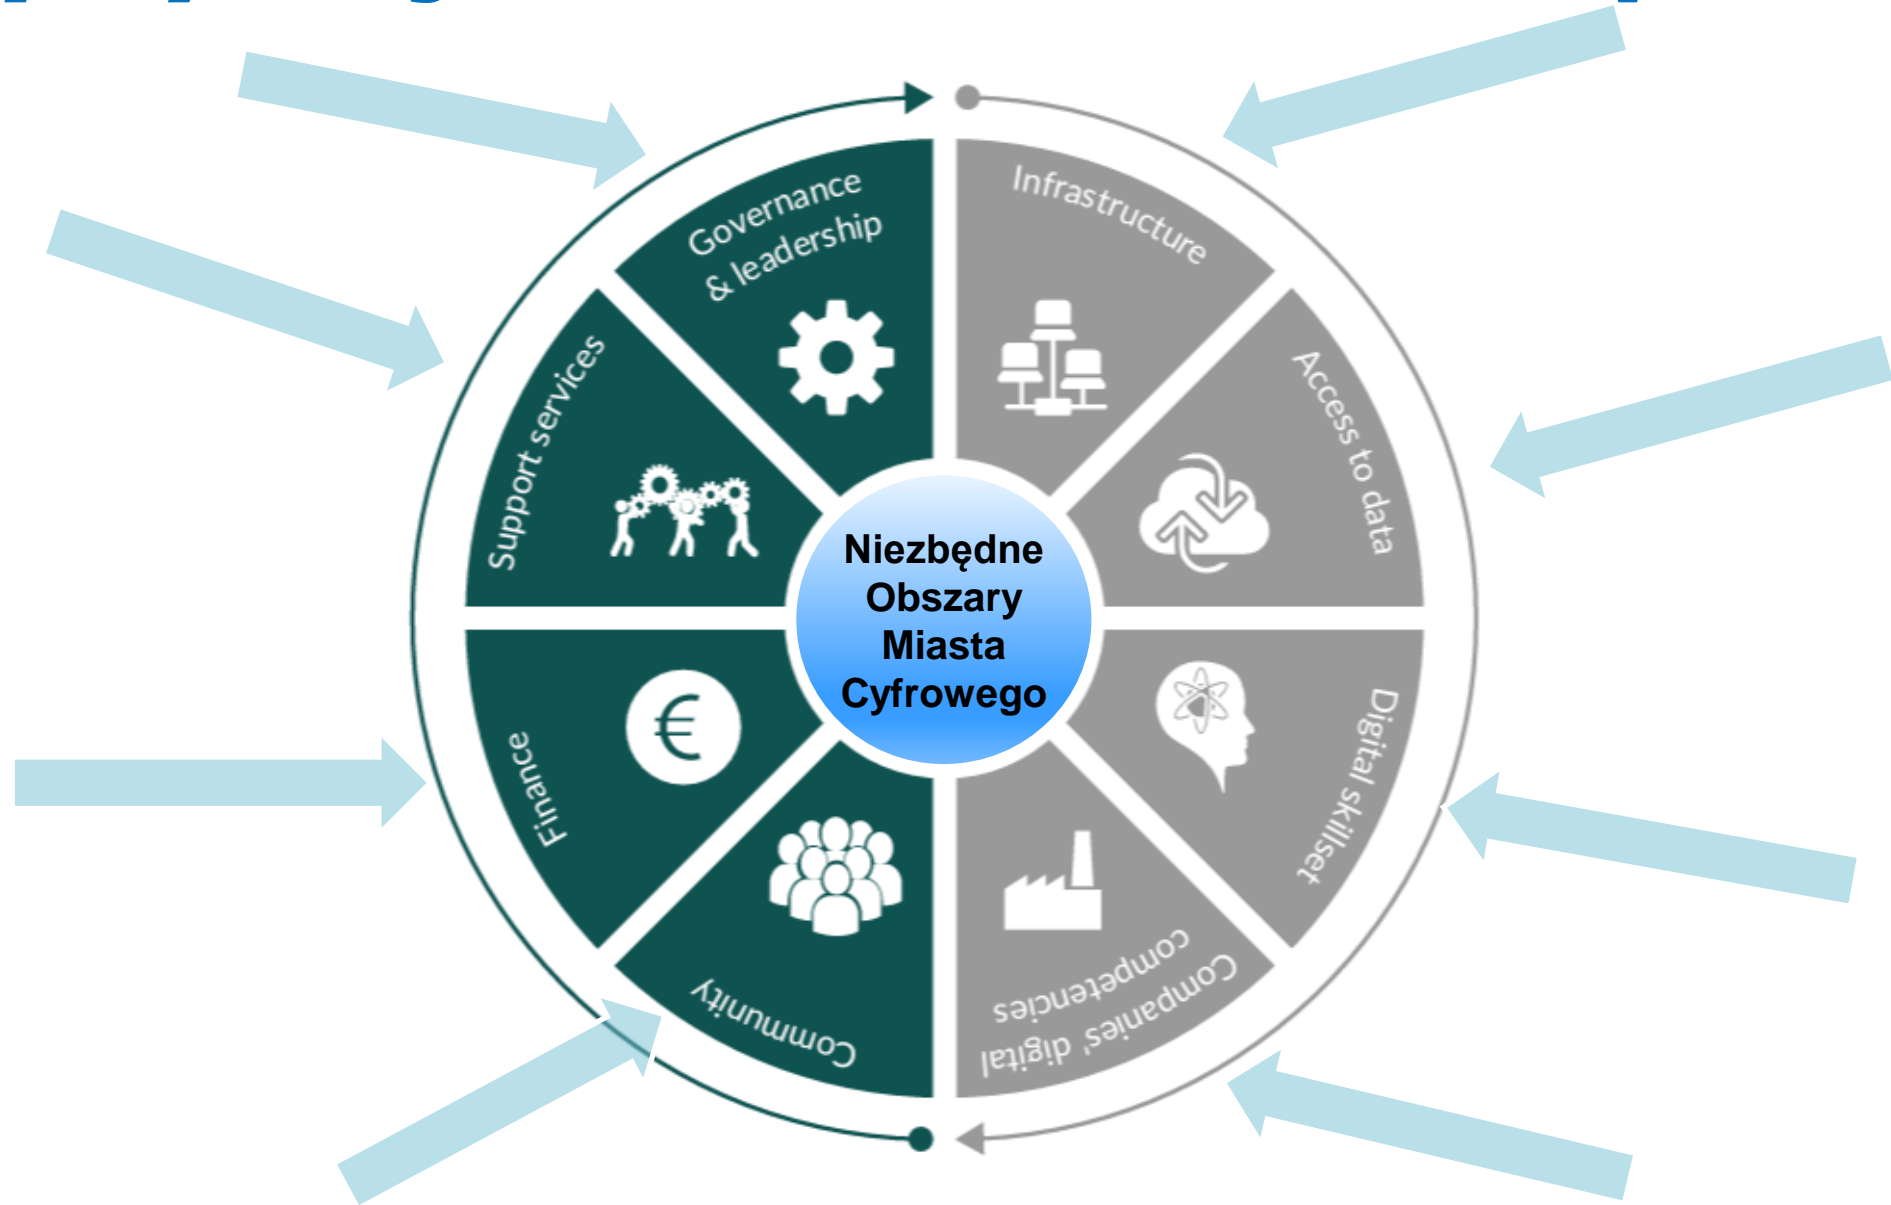 Governance
& leadership
Infrastructure
Access to data
Digital skillset
Companies' digital
competencies
Community
Finance
€
Support services
Niezbędne
Obszary
Miasta
Cyfrowego